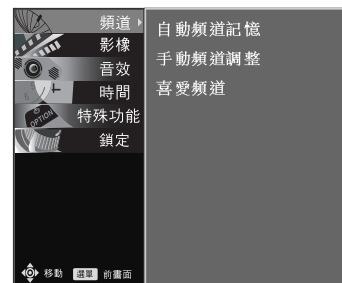 頻道
影像
音效
時間
特殊功能
OPTION
鎖定
自動頻道記憶
手動頻道調整
喜愛頻道
移動 選單 前畫面